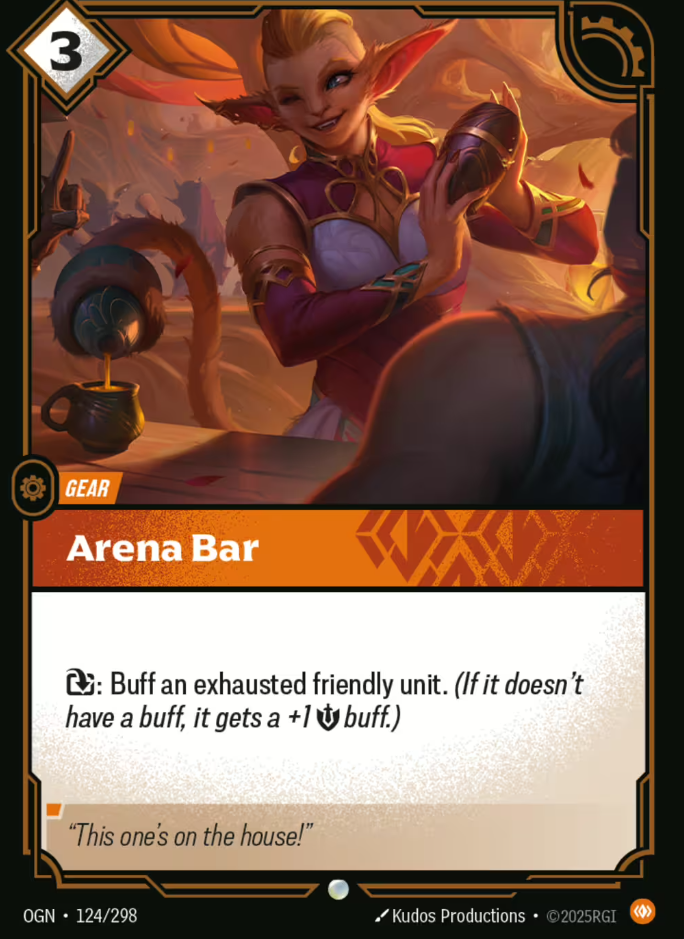 3
GEAR
Arena Bar
: Buff an exhausted friendly unit. (If it doesn't
have a buff, it gets a +1 buff.)
"This one's on the house!"
OGN • 124/298
Kudos Productions • ©2025RGI